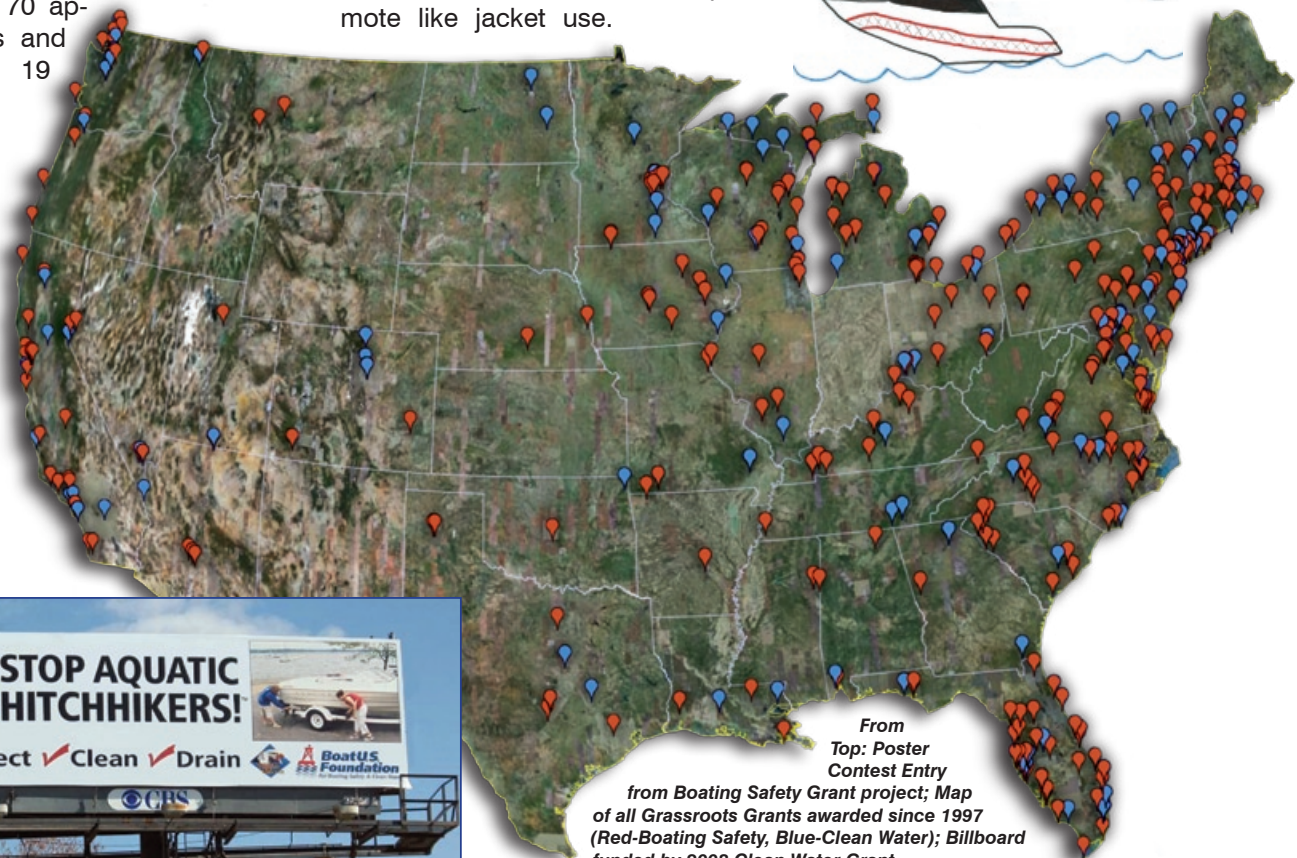 70 ap-
and
19
mote like jacket use.
STOP AQUATIC
HITCHHIKERS!
Clean Drain
BoatU.S.
Foundation
CBS
From
Top: Poster
Contest Entry
from Boating Safety Grant project; Map
of all Grassroots Grants awarded since 1997
(Red-Boating Safety, Blue-Clean Water); Billboard